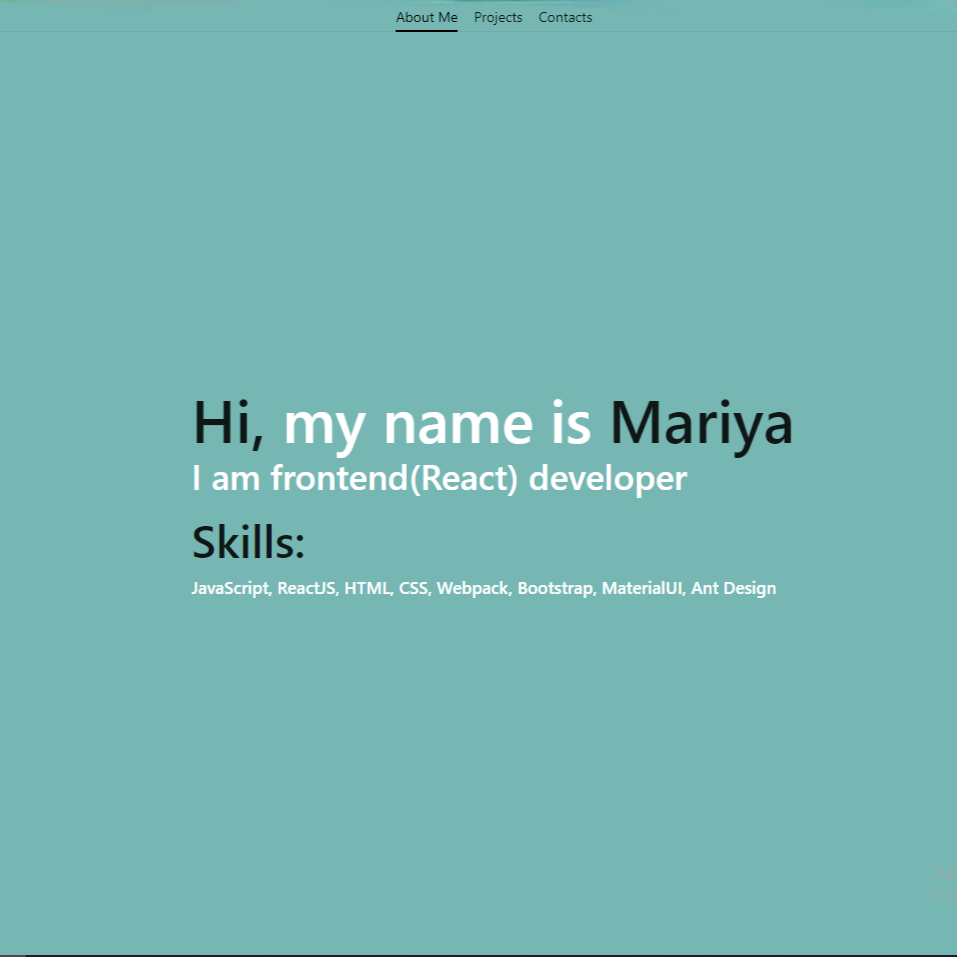 About Me Projects Contacts
Hi, my name is Mariya
I am frontend(React) developer
Skills:
JavaScript, ReactJS, HTML, CSS, Webpack, Bootstrap, MaterialUI, Ant Design